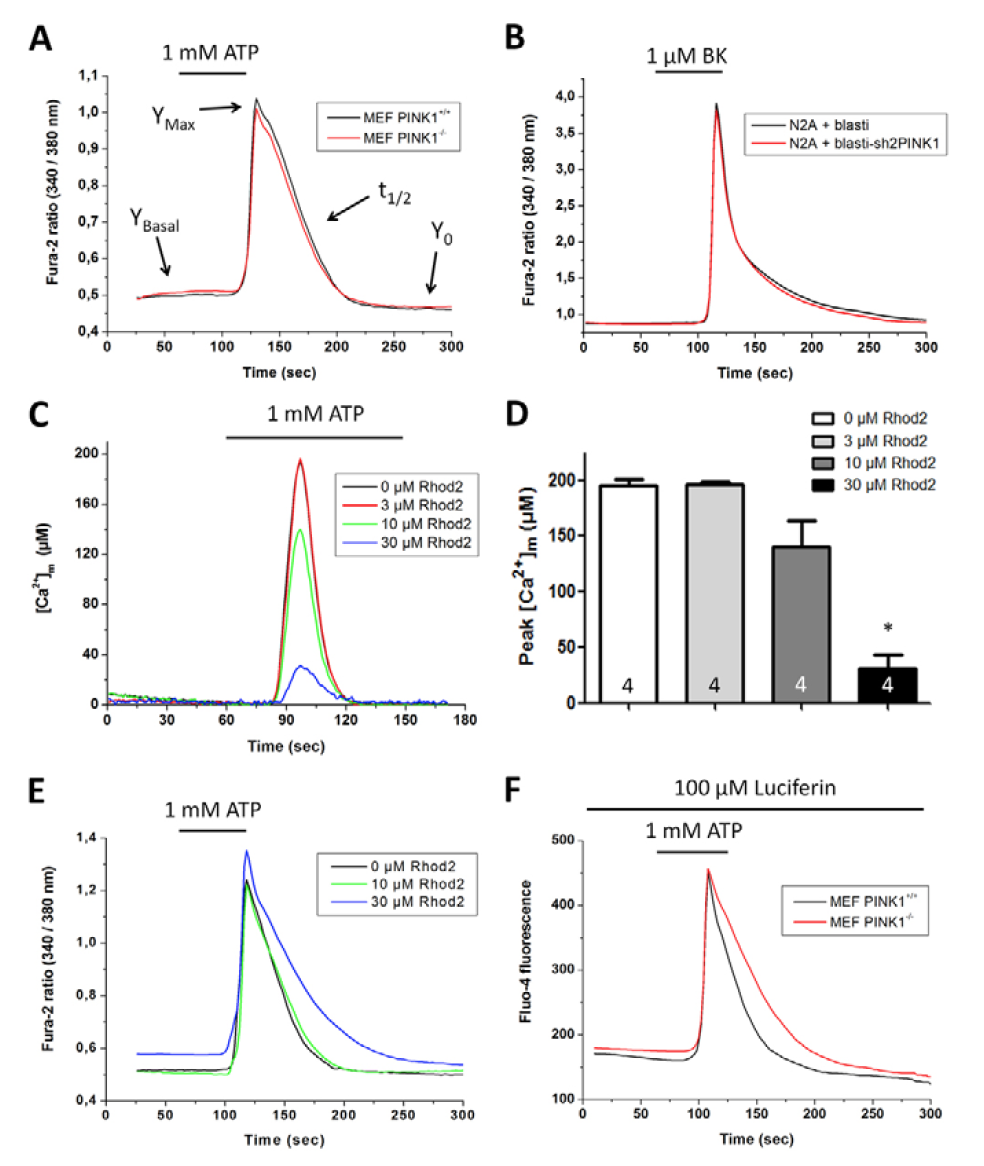 A
1 mM ATP
1,1
1,0
0,9
0,8
0,7
0,6
0,5
0,4
Fura-2 ratio (340 / 380 nm)
YMax
YBasal
t1/2
Y0
MEF PINK1+/+
MEF PINK1-/-
0 50 100 150 200 250 300
Time (sec)
B
1 µM BK
4,0
3,5
3,0
2,5
2,0
1,5
1,0
Fura-2 ratio (340 / 380 nm)
N2A + blasti
N2A + blasti-sh2PINK1
0 50 100 150 200 250 300
Time (sec)
C
1 mM ATP
200
160
120
80
40
0
[Ca2+]m (µM)
0 µM Rhod2
3 µM Rhod2
10 µM Rhod2
30 µM Rhod2
0 30 60 90 120 150 180
Time (sec)
D
0 µM Rhod2
3 µM Rhod2
10 µM Rhod2
30 µM Rhod2
200
150
100
50
0
Peak [Ca2+]m (µM)
*
4 4 4 4
E
1 mM ATP
1,4
1,2
1,0
0,8
0,6
0,4
Fura-2 ratio (340 / 380 nm)
0 µM Rhod2
10 µM Rhod2
30 µM Rhod2
0 50 100 150 200 250 300
Time (sec)
F
100 µM Luciferin
1 mM ATP
500
400
300
200
100
Fluo-4 fluorescence
MEF PINK1+/+
MEF PINK1-/-
0 50 100 150 200 250 300
Time (sec)